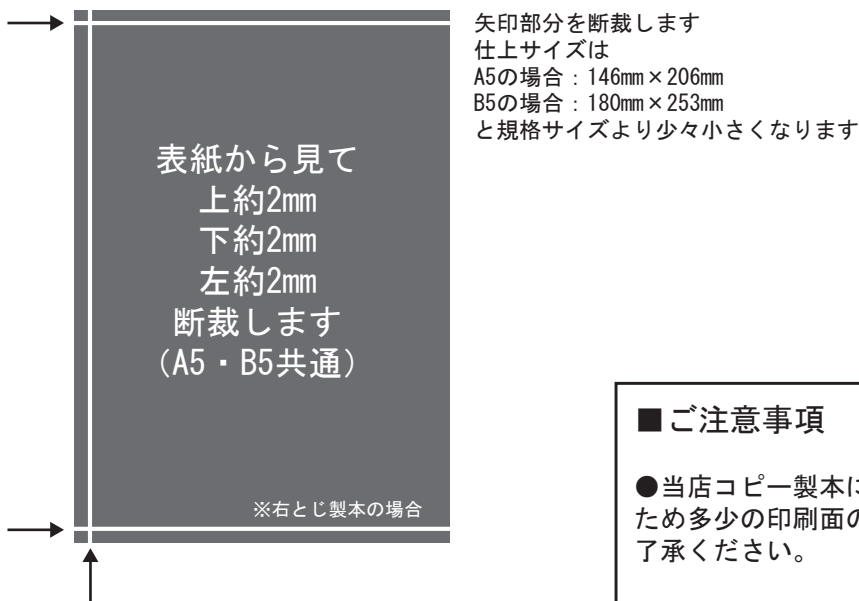 矢印部分を断裁します
仕上サイズは
A5の場合：146㎜×206㎜
B5の場合：180㎜×253㎜
と規格サイズより少々小さくなります
表紙から見て
上約2㎜
下約2㎜
左約2㎜
断裁します
（A5・B5共通）
※右とじ製本の場合
■ご注意事項
●当店コピー製本に
ため多少の印刷面の
了承ください。